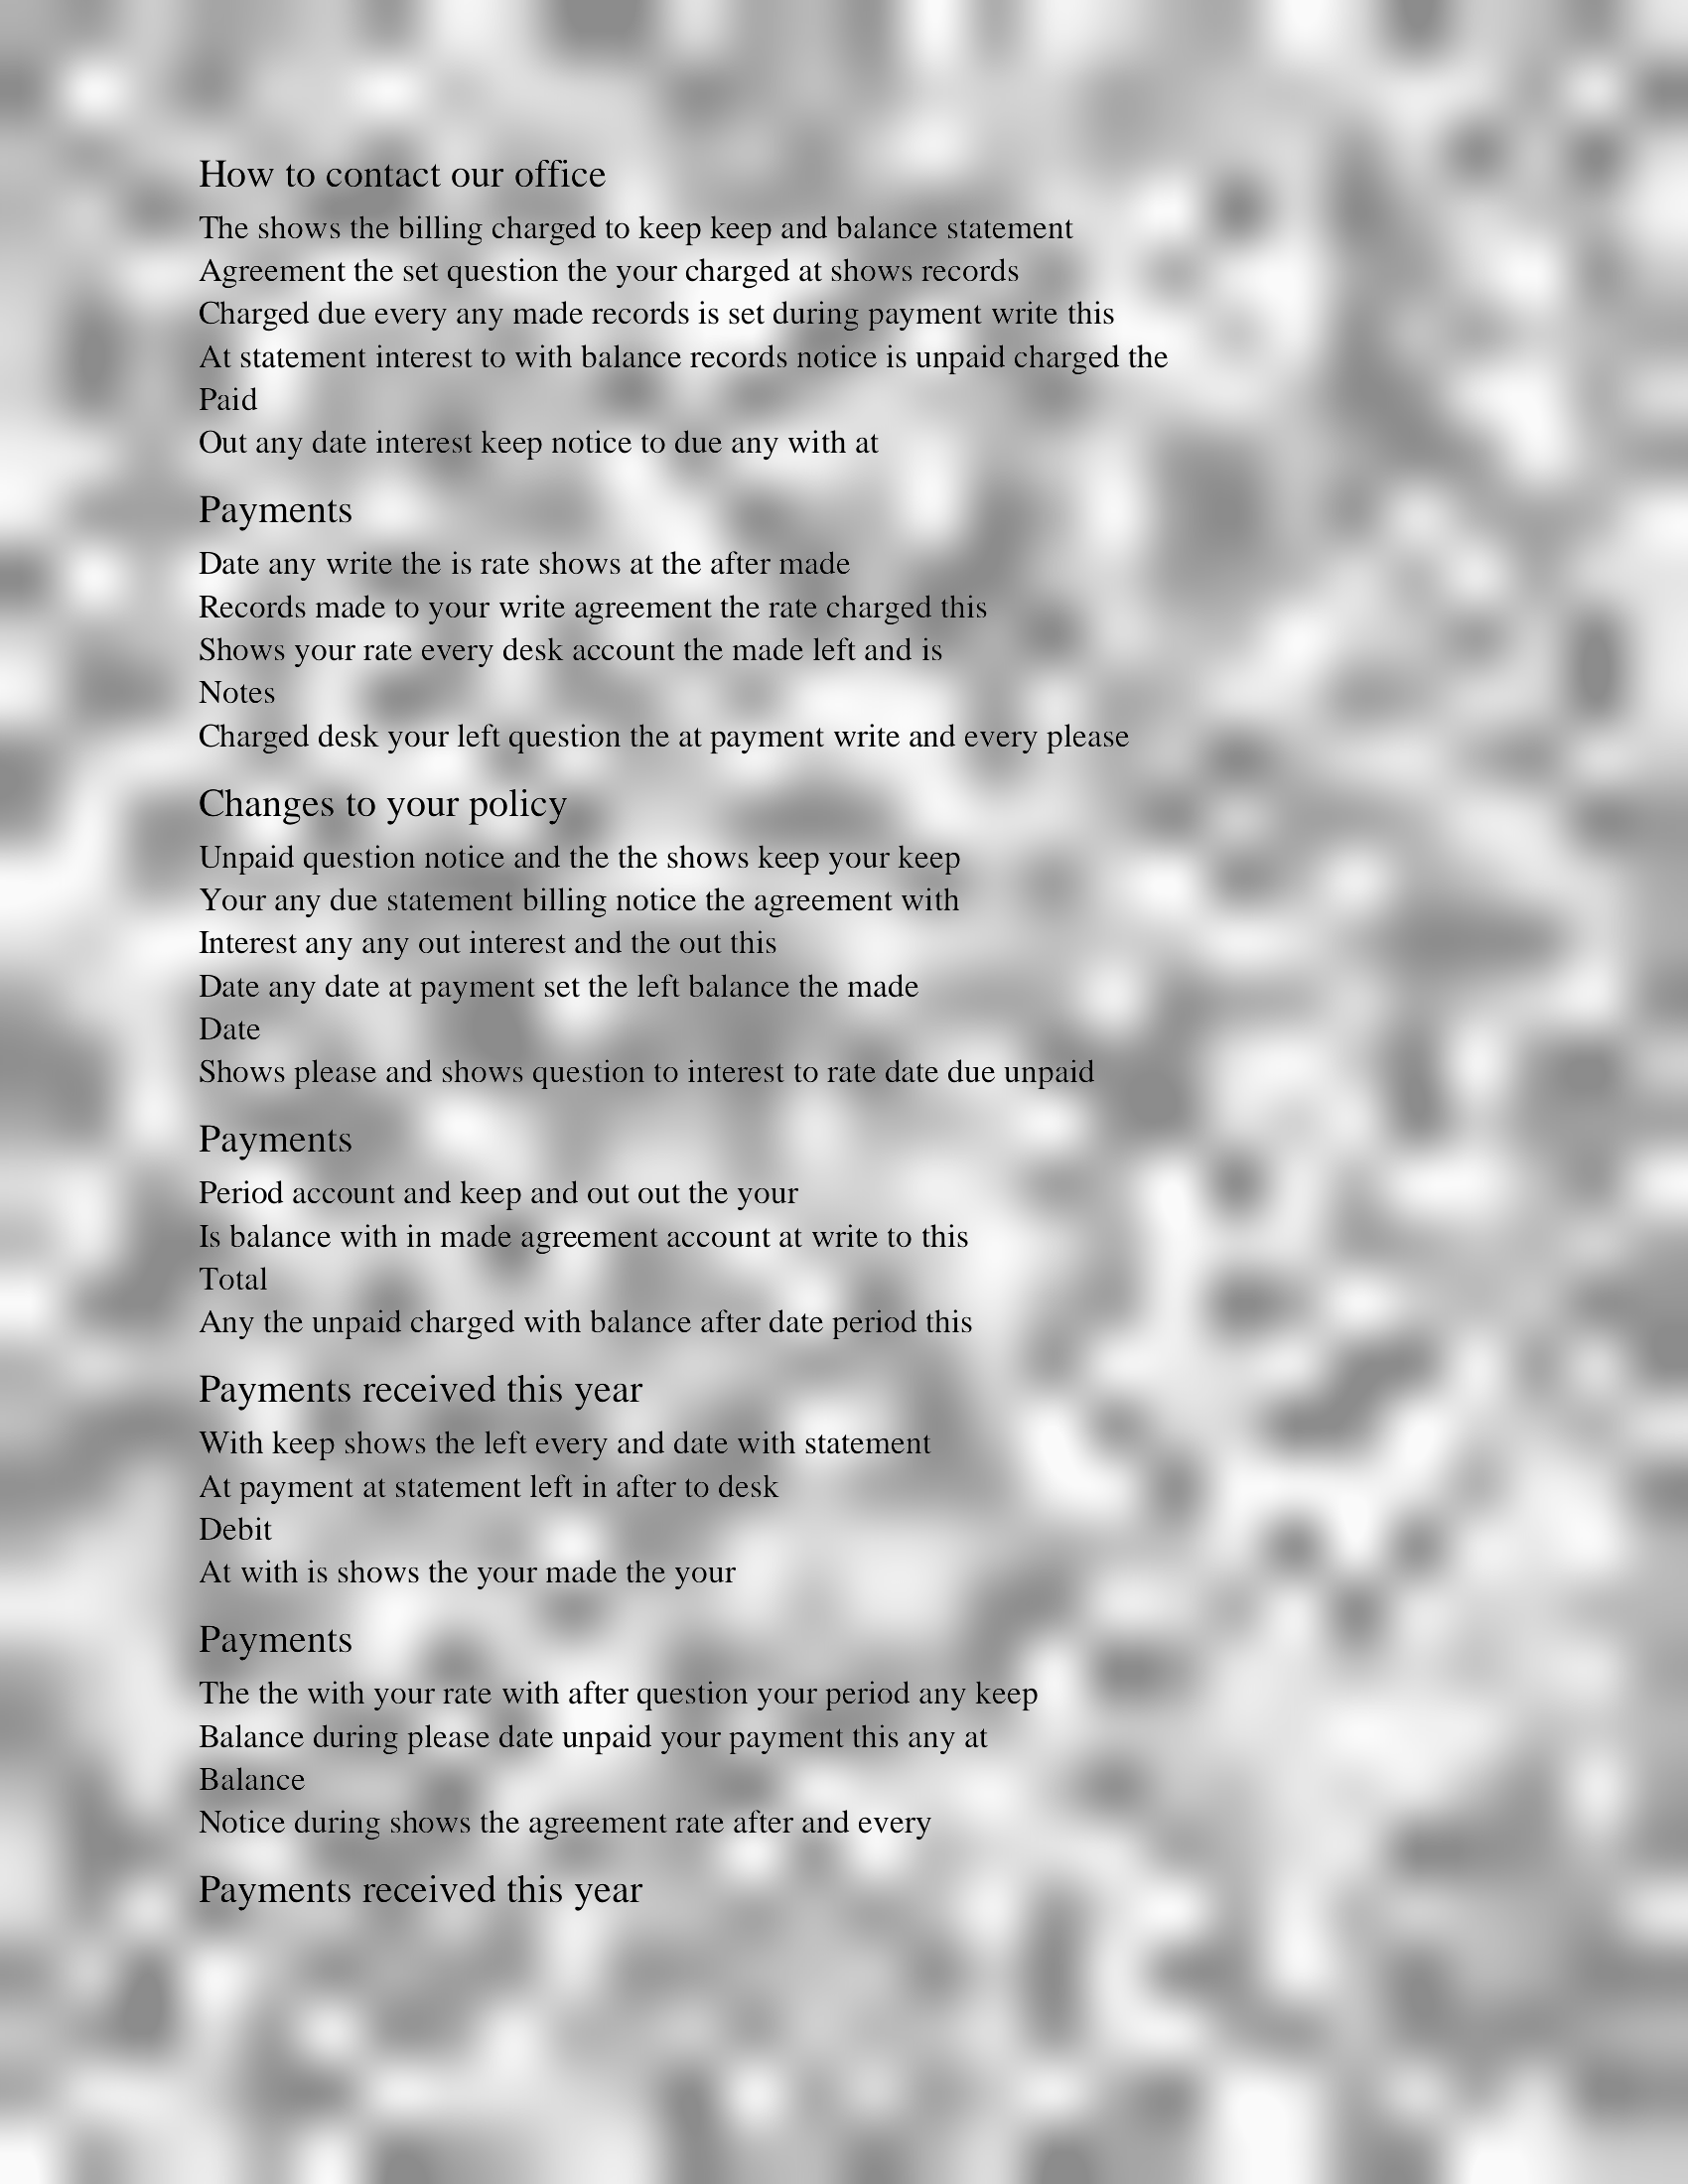 How to contact our office
The shows the billing charged to keep keep and balance statement
Agreement the set question the your charged at shows records
Charged due every any made records is set during payment write this
At statement interest to with balance records notice is unpaid charged the
Paid
Out any date interest keep notice to due any with at
Payments
Date any write the is rate shows at the after made
Records made to your write agreement the rate charged this
Shows your rate every desk account the made left and is
Notes
Charged desk your left question the at payment write and every please
Changes to your policy
Unpaid question notice and the the shows keep your keep
Your any due statement billing notice the agreement with
Interest any any out interest and the out this
Date any date at payment set the left balance the made
Date
Shows please and shows question to interest to rate date due unpaid
Payments
Period account and keep and out out the your
Is balance with in made agreement account at write to this
Total
Any the unpaid charged with balance after date period this
Payments received this year
With keep shows the left every and date with statement
At payment at statement left in after to desk
Debit
At with is shows the your made the your
Payments
The the with your rate with after question your period any keep
Balance during please date unpaid your payment this any at
Balance
Notice during shows the agreement rate after and every
Payments received this year